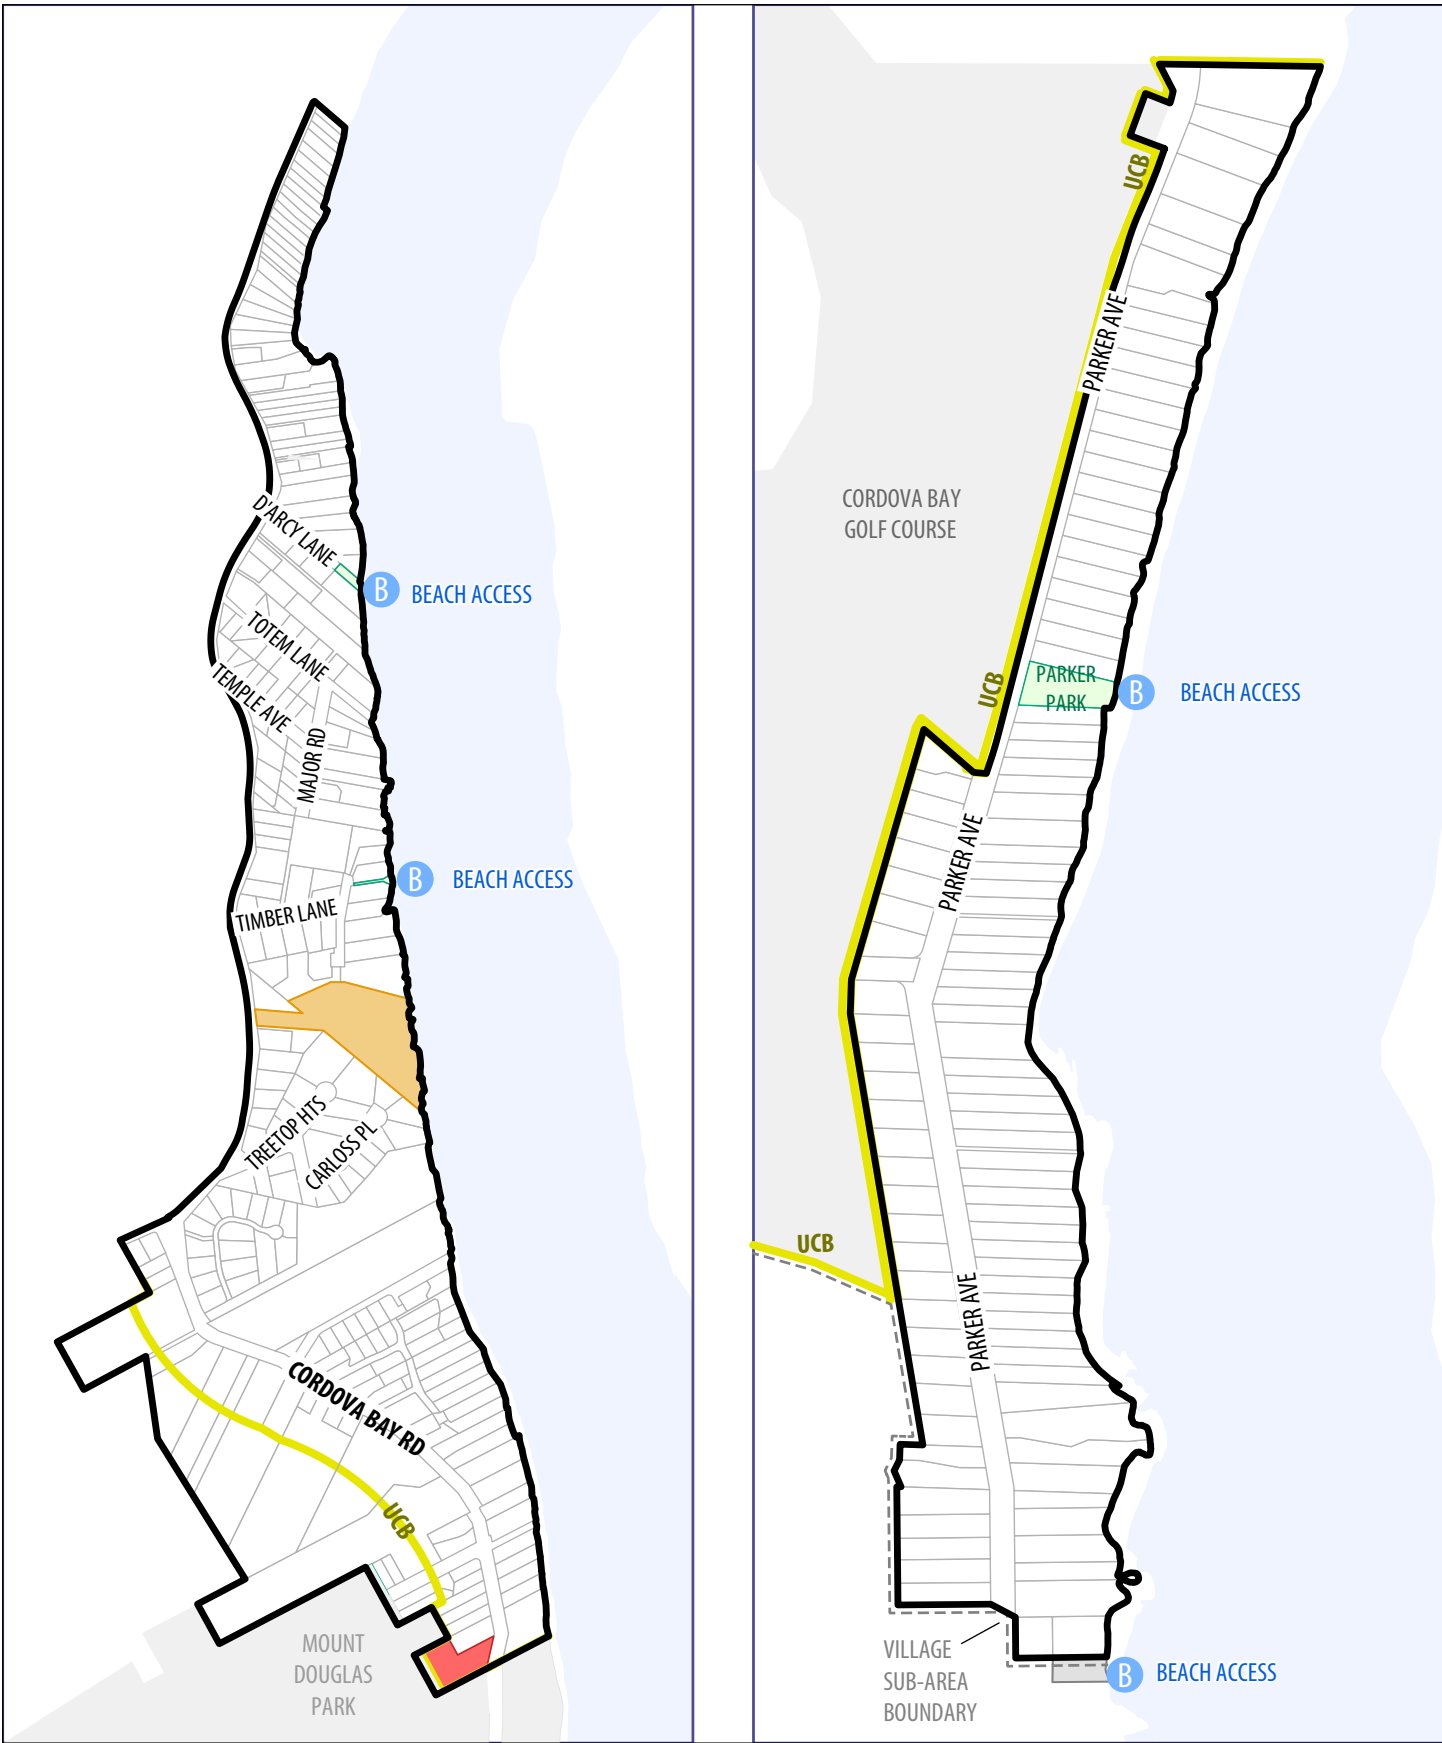 D'ARCY LANE
B BEACH ACCESS
TOTEM LANE
TEMPLE AVE
MAJOR RD
B BEACH ACCESS
TIMBER LANE
TREETOP HTS
CARLOSS PL
CORDOVA BAY RD
UCB
MOUNT
DOUGLAS
PARK
UCB
PARKER AVE
CORDOVA BAY
GOLF COURSE
PARKER
PARK
UCB
B BEACH ACCESS
PARKER AVE
UCB
PARKER AVE
VILLAGE
SUB-AREA
BOUNDARY
B BEACH ACCESS